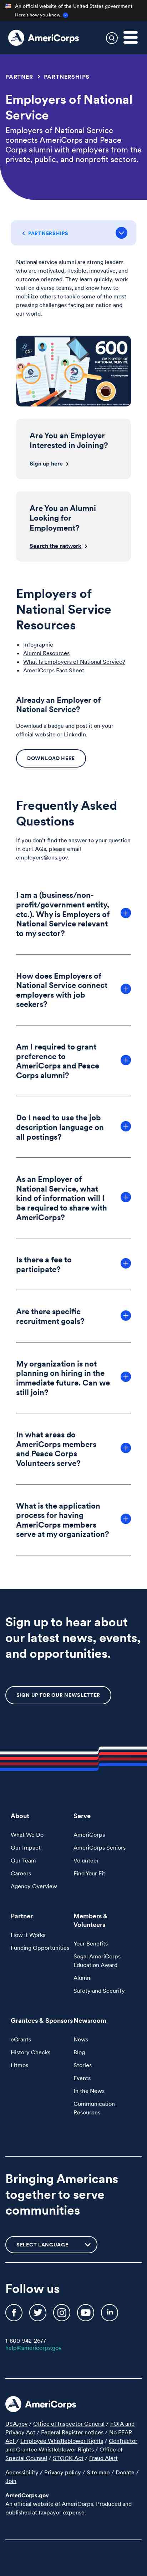 An official website of the United States government
Here's how you know
AmeriCorps
PARTNER > PARTNERSHIPS
Employers of National
Service
Employers of National Service
connects AmeriCorps and Peace
Corps alumni with employers from the
private, public, and nonprofit sectors.
PARTNERSHIPS
National service alumni are strong leaders
who are motivated, flexible, innovative, and
outcome oriented. They learn quickly, work
well as diverse teams, and know how to
mobilize others to take some of the most
pressing challenges facing our nation and
our world.
600
EMPLOYERS OF
NATIONAL SERVICE
Are You an Employer
Interested in Joining?
Sign up here >
Are You an Alumni
Looking for
Employment?
Search the network >
Employers of
National Service
Resources
Infographic
Alumni Resources
What Is Employers of National Service?
AmeriCorps Fact Sheet
Already an Employer of
National Service?
Download a badge and post it on your
official website or LinkedIn.
DOWNLOAD HERE
Frequently Asked
Questions
If you don't find the answer to your question
in our FAQs, please email
employers@cns.gov.
I am a (business/non-
profit/government entity,
etc.). Why is Employers of
National Service relevant
to my sector?
How does Employers of
National Service connect
employers with job
seekers?
Am I required to grant
preference to
AmeriCorps and Peace
Corps alumni?
Do I need to use the job
description language on
all postings?
As an Employer of
National Service, what
kind of information will I
be required to share with
AmeriCorps?
Is there a fee to
participate?
Are there specific
recruitment goals?
My organization is not
planning on hiring in the
immediate future. Can we
still join?
In what areas do
AmeriCorps members
and Peace Corps
Volunteers serve?
What is the application
process for having
AmeriCorps members
serve at my organization?
Sign up to hear about
our latest news, events,
and opportunities.
SIGN UP FOR OUR NEWSLETTER
About
What We Do
Our Impact
Our Team
Careers
Agency Overview
Serve
AmeriCorps
AmeriCorps Seniors
Volunteer
Find Your Fit
Partner
How it Works
Funding Opportunities
Members &
Volunteers
Your Benefits
Segal AmeriCorps
Education Award
Alumni
Safety and Security
Grantees & Sponsors
eGrants
History Checks
Litmos
Newsroom
News
Blog
Stories
Events
In the News
Communication
Resources
Bringing Americans
together to serve
communities
SELECT LANGUAGE
Follow us
1-800-942-2677
help@americorps.gov
AmeriCorps
USA.gov / Office of Inspector General / FOIA and
Privacy Act / Federal Register notices / No FEAR
Act / Employee Whistleblower Rights / Contractor
and Grantee Whistleblower Rights / Office of
Special Counsel / STOCK Act / Fraud Alert
Accessibility / Privacy policy / Site map / Donate /
Join
AmeriCorps.gov
An official website of AmeriCorps. Produced and
published at taxpayer expense.